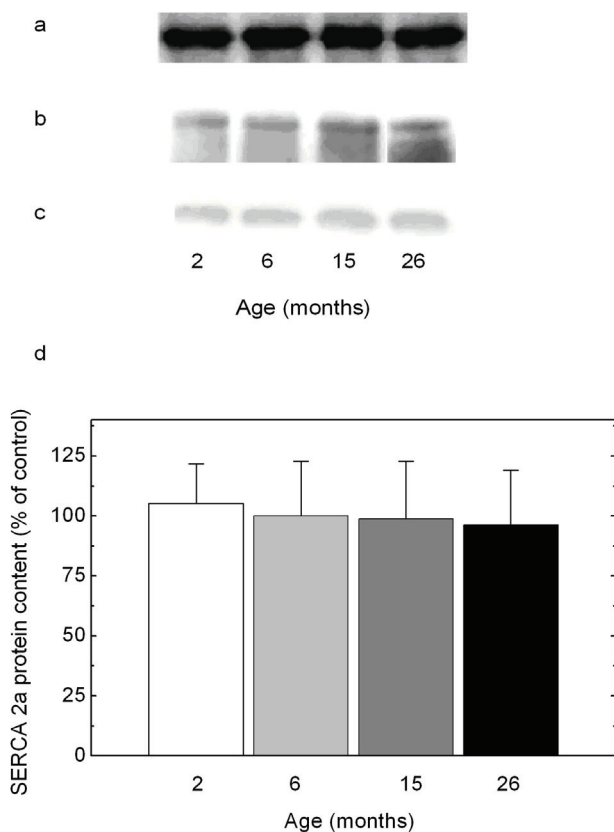 a
b
c
2 6 15 26
Age (months)
d
SERCA 2a protein content (% of control)
125
100
75
50
25
0
2 6 15 26
Age (months)